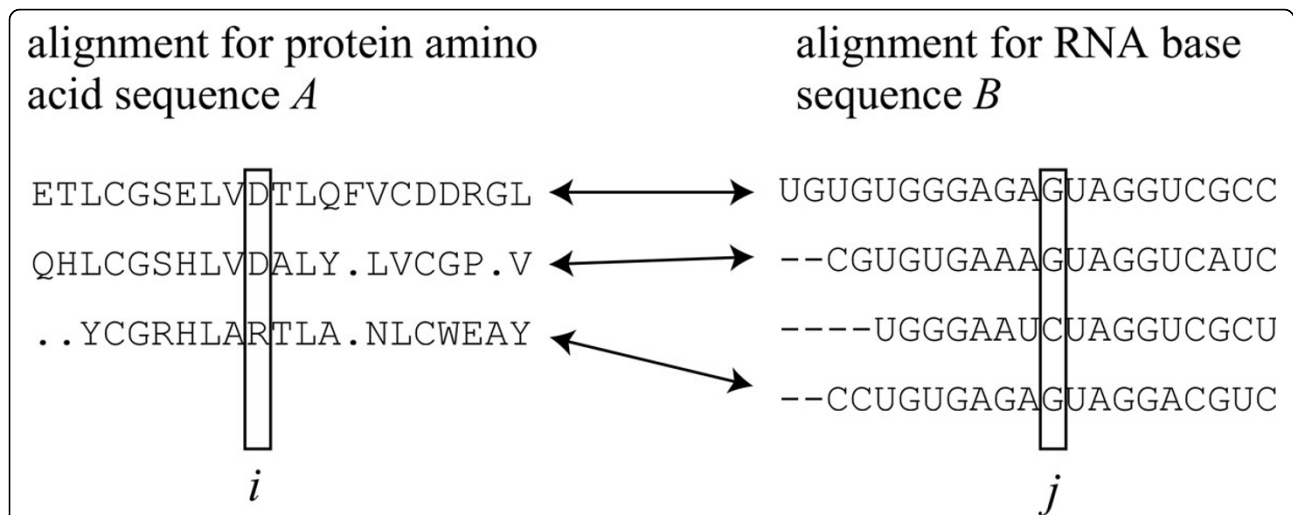 alignment for protein amino
acid sequence A
alignment for RNA base
sequence B
ETLCGSELVDTLQFVCDDRGL
UGUGUGGGAGAGUAGGUCGCC
QHLCGSHLVDALY.LVCGP.V
--CGUGUGAAAGUAGGUCAUC
..YCGRHLARTLA.NLCWEAY
----UGGGAAUCUAGGUCGCU
--CCUGUGAGAGUAGGACGUC
i
j